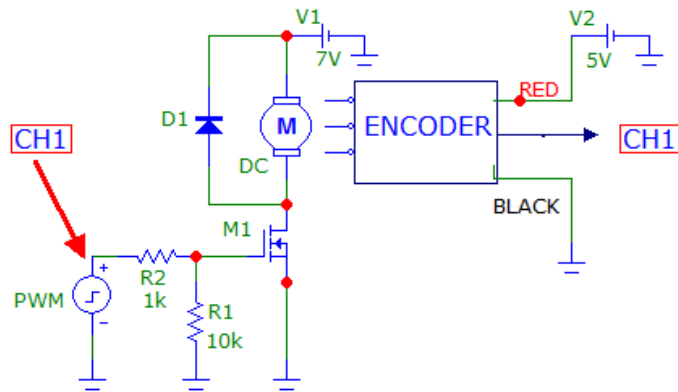 V1
7V
V2
5V
RED
D1
M
ENCODER
CH1
CH1
DC
BLACK
M1
R2
1k
PWM
R1
10k